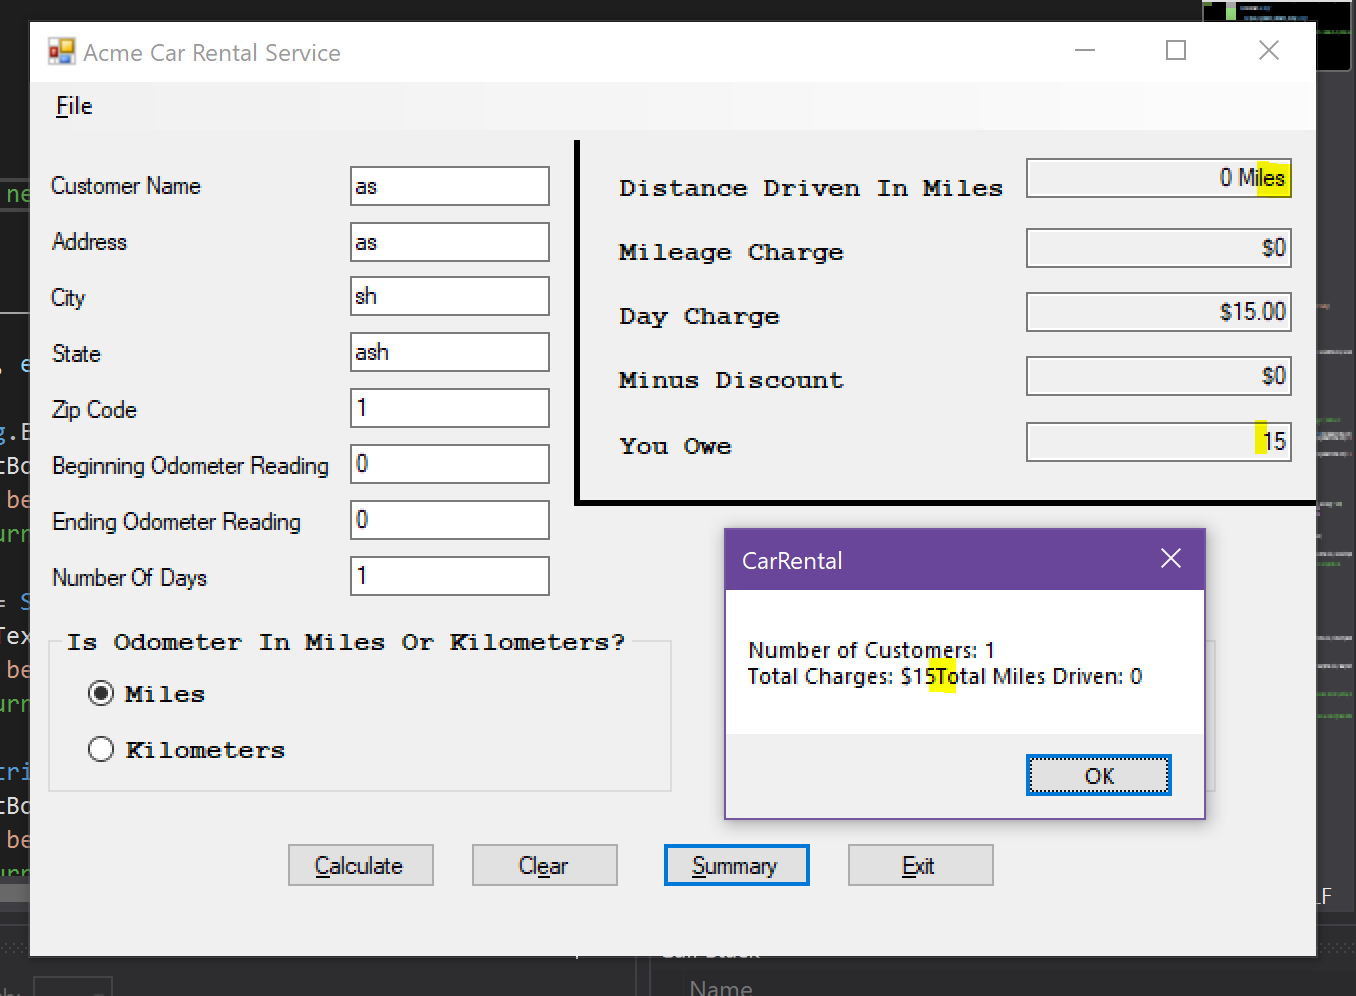 Acme Car Rental Service
File
Customer Name as
Address as
City sh
State ash
Zip Code 1
Beginning Odometer Reading 0
Ending Odometer Reading 0
Number Of Days 1
Is Odometer In Miles Or Kilometers?
Miles
Kilometers
Distance Driven In Miles 0 Miles
Mileage Charge $0
Day Charge $15.00
Minus Discount $0
You Owe 15
CarRental
Number of Customers: 1
Total Charges: $15Total Miles Driven: 0
OK
Calculate Clear Summary Exit
Name